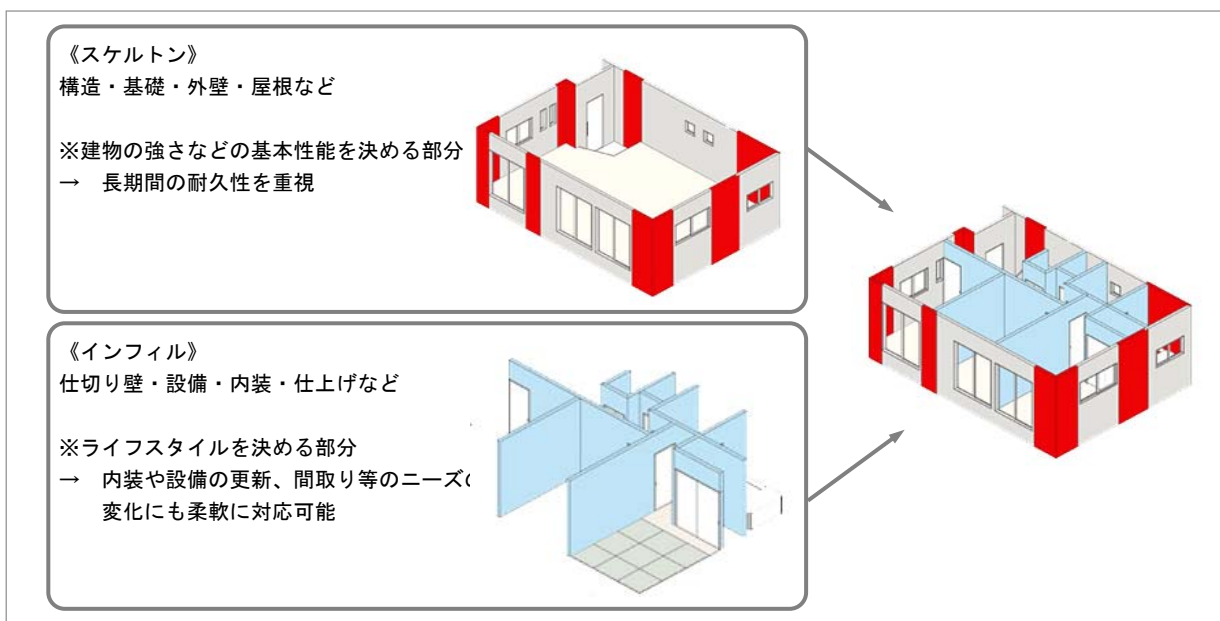 《スケルトン》
構造・基礎・外壁・屋根など
※建物の強さなどの基本性能を決める部分
→ 長期間の耐久性を重視
《インフィル》
仕切り壁・設備・内装・仕上げなど
※ライフスタイルを決める部分
→ 内装や設備の更新、間取り等のニーズの
変化にも柔軟に対応可能